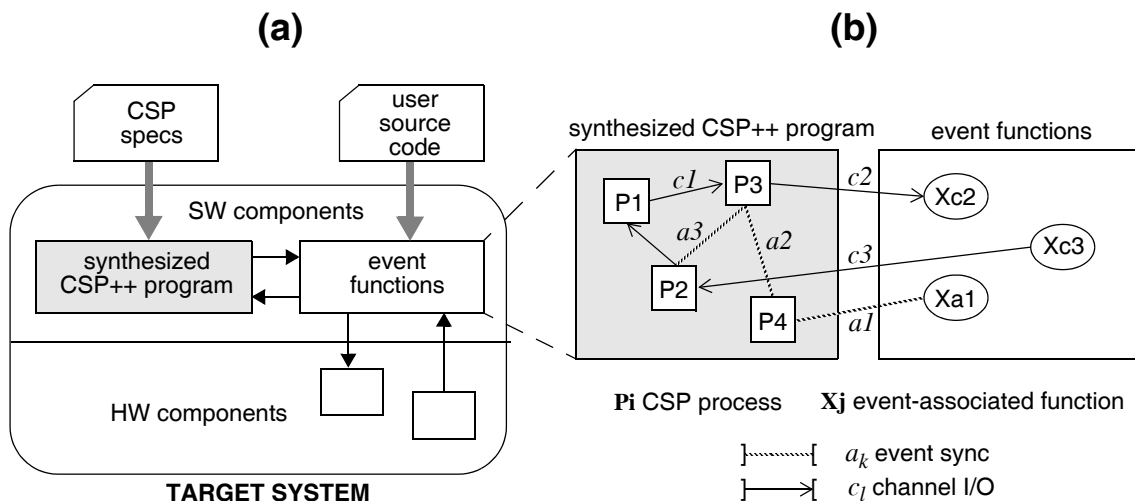 (a)
(b)
CSP
specs
user
source
code
SW components
synthesized
CSP++ program
event
functions
HW components
TARGET SYSTEM
synthesized CSP++ program
event functions
P1
c1
P3
c2
Xc2
a3
a2
c3
Xc3
P2
P4
a1
Xa1
Pi CSP process
Xj event-associated function
a_k event sync
c_l channel I/O